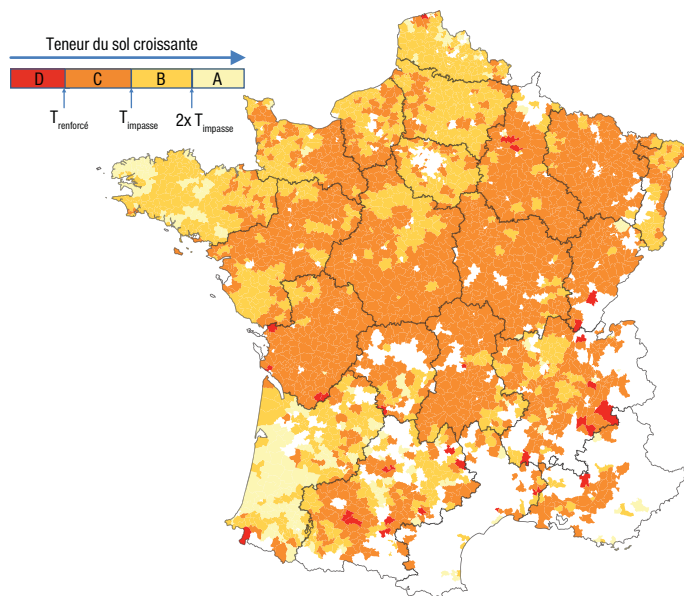 Teneur du sol croissante
D C B A
Trenforcé Timpasse 2x Timpasse